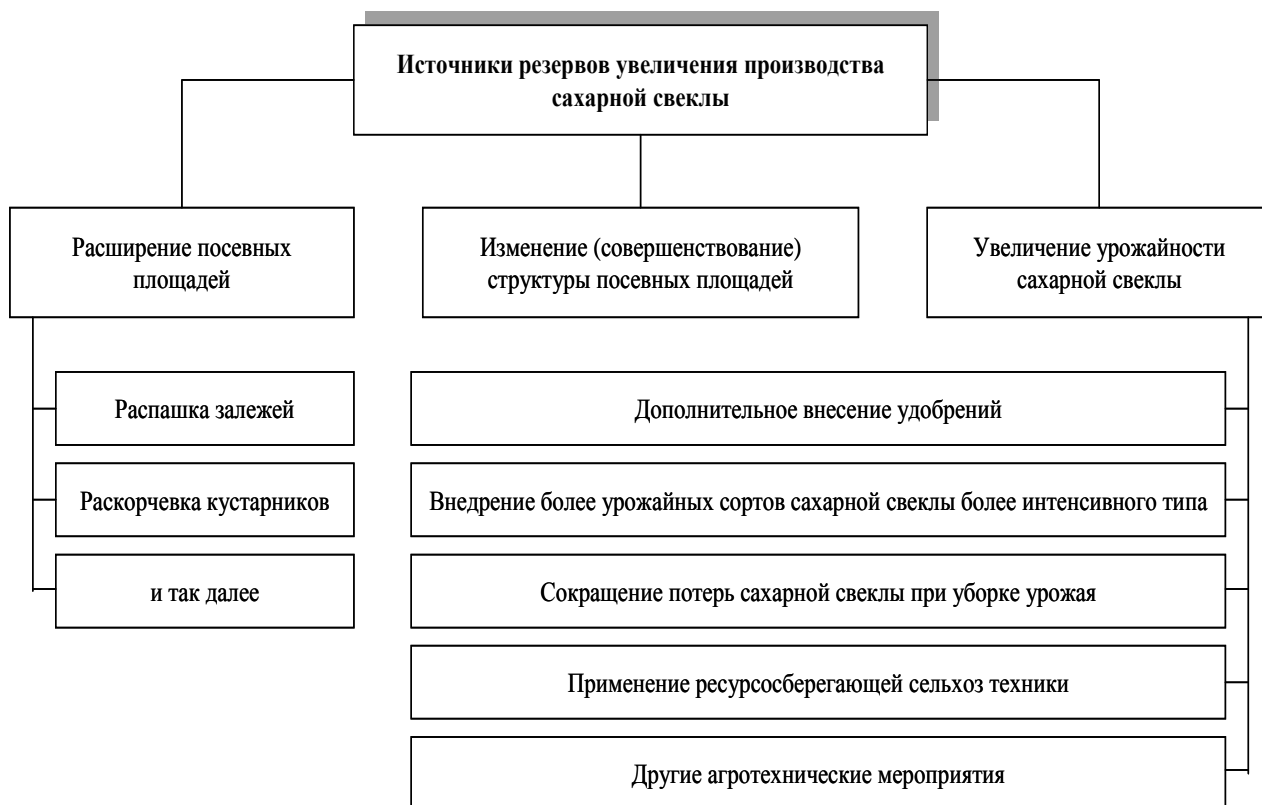 Источники резервов увеличения производства
сахарной свеклы
Расширение посевных
площадей
Изменение (совершенствование)
структуры посевных площадей
Увеличение урожайности
сахарной свеклы
Распашка залежей
Раскорчевка кустарников
и так далее
Дополнительное внесение удобрений
Внедрение более урожайных сортов сахарной свеклы более интенсивного типа
Сокращение потерь сахарной свеклы при уборке урожая
Применение ресурсосберегающей сельхоз техники
Другие агротехнические мероприятия